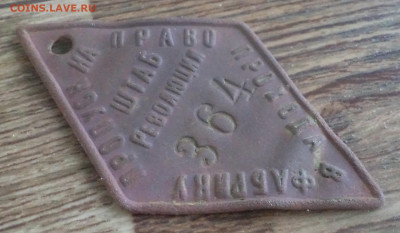 COINS.LAVE.RU
ПРОПУСК НА
ПРАВО
ПРОХОДА В
ФАБРИКУ
ШТАБ
РЕВОЛЮЦИИ
364